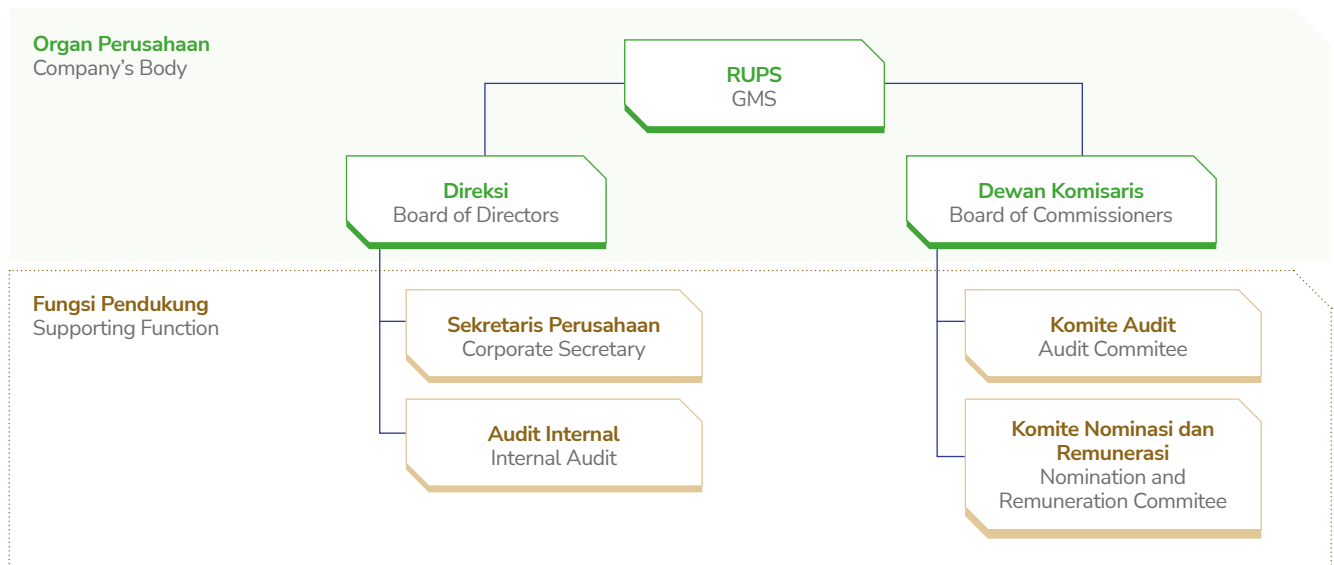 Organ Perusahaan
Company’s Body
RUPS
GMS
Direksi
Board of Directors
Dewan Komisaris
Board of Commissioners
Fungsi Pendukung
Supporting Function
Sekretaris Perusahaan
Corporate Secretary
Audit Internal
Internal Audit
Komite Audit
Audit Commitee
Komite Nominasi dan
Remunerasi
Nomination and
Remuneration Commitee